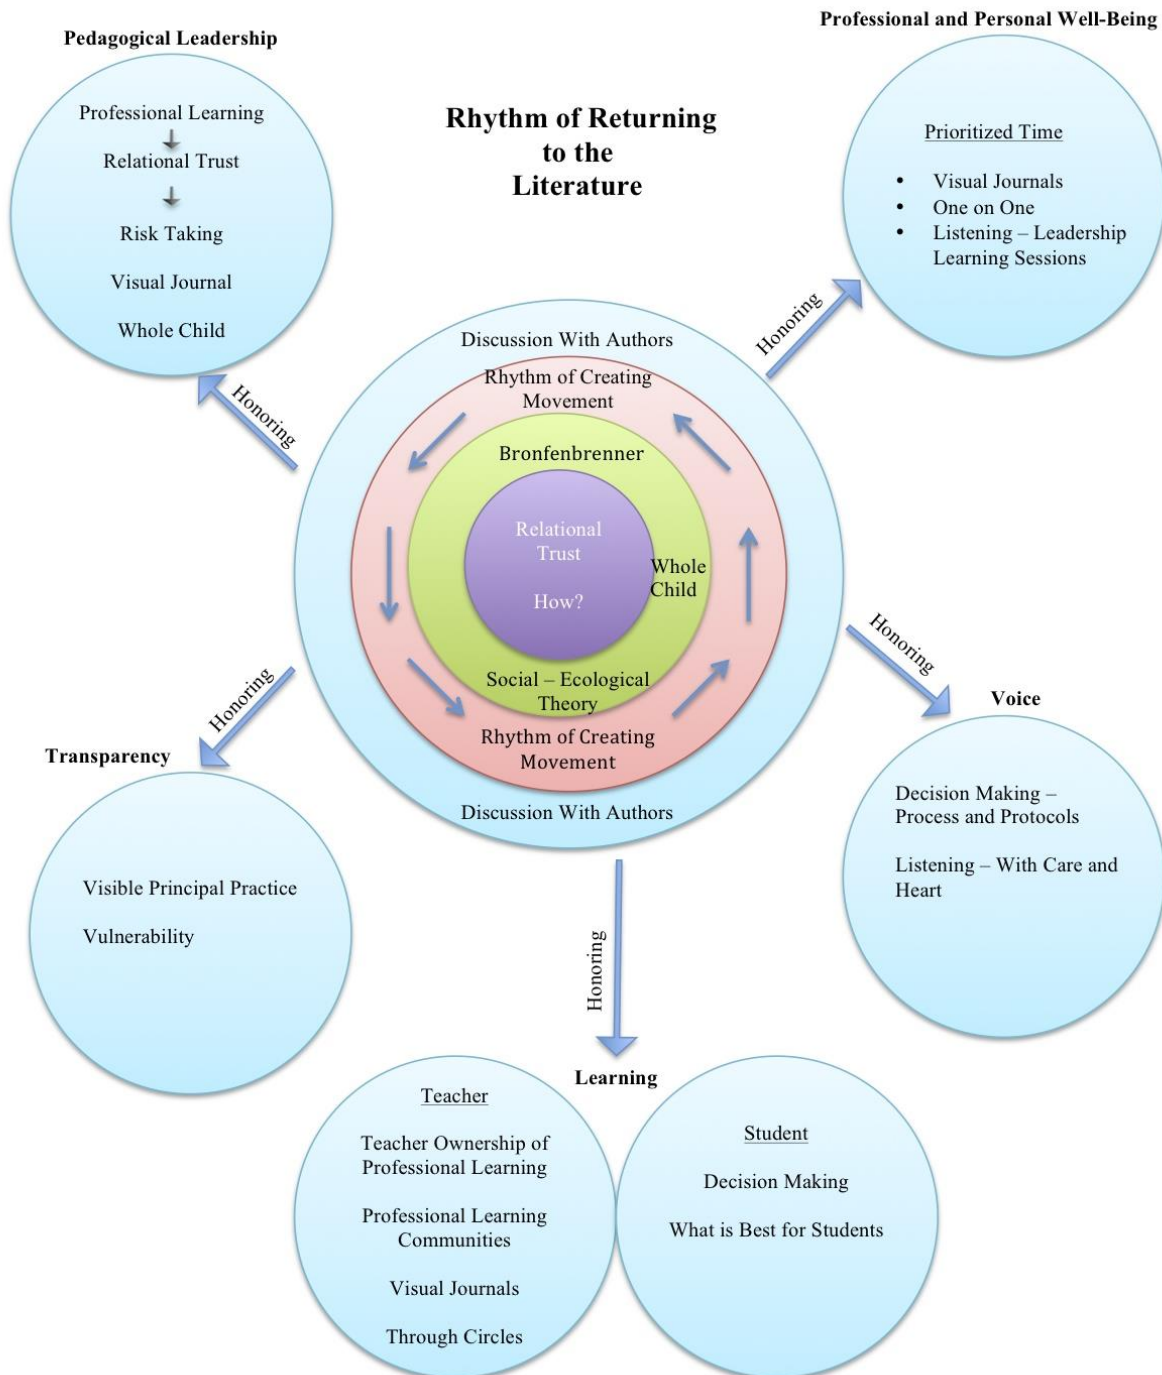 Professional and Personal Well-Being
Pedagogical Leadership
Rhythm of Returning
to the
Literature
Professional Learning
Relational Trust
Risk Taking
Visual Journal
Whole Child
Prioritized Time
• Visual Journals
• One on One
• Listening – Leadership
Learning Sessions
Honoring
Honoring
Discussion With Authors
Rhythm of Creating
Movement
Bronfenbrenner
Relational
Trust
How?
Whole
Child
Social – Ecological
Theory
Rhythm of Creating
Movement
Discussion With Authors
Honoring
Honoring
Transparency
Visible Principal Practice
Vulnerability
Voice
Decision Making –
Process and Protocols
Listening – With Care and
Heart
Honoring
Learning
Teacher
Teacher Ownership of
Professional Learning
Professional Learning
Communities
Visual Journals
Through Circles
Student
Decision Making
What is Best for Students